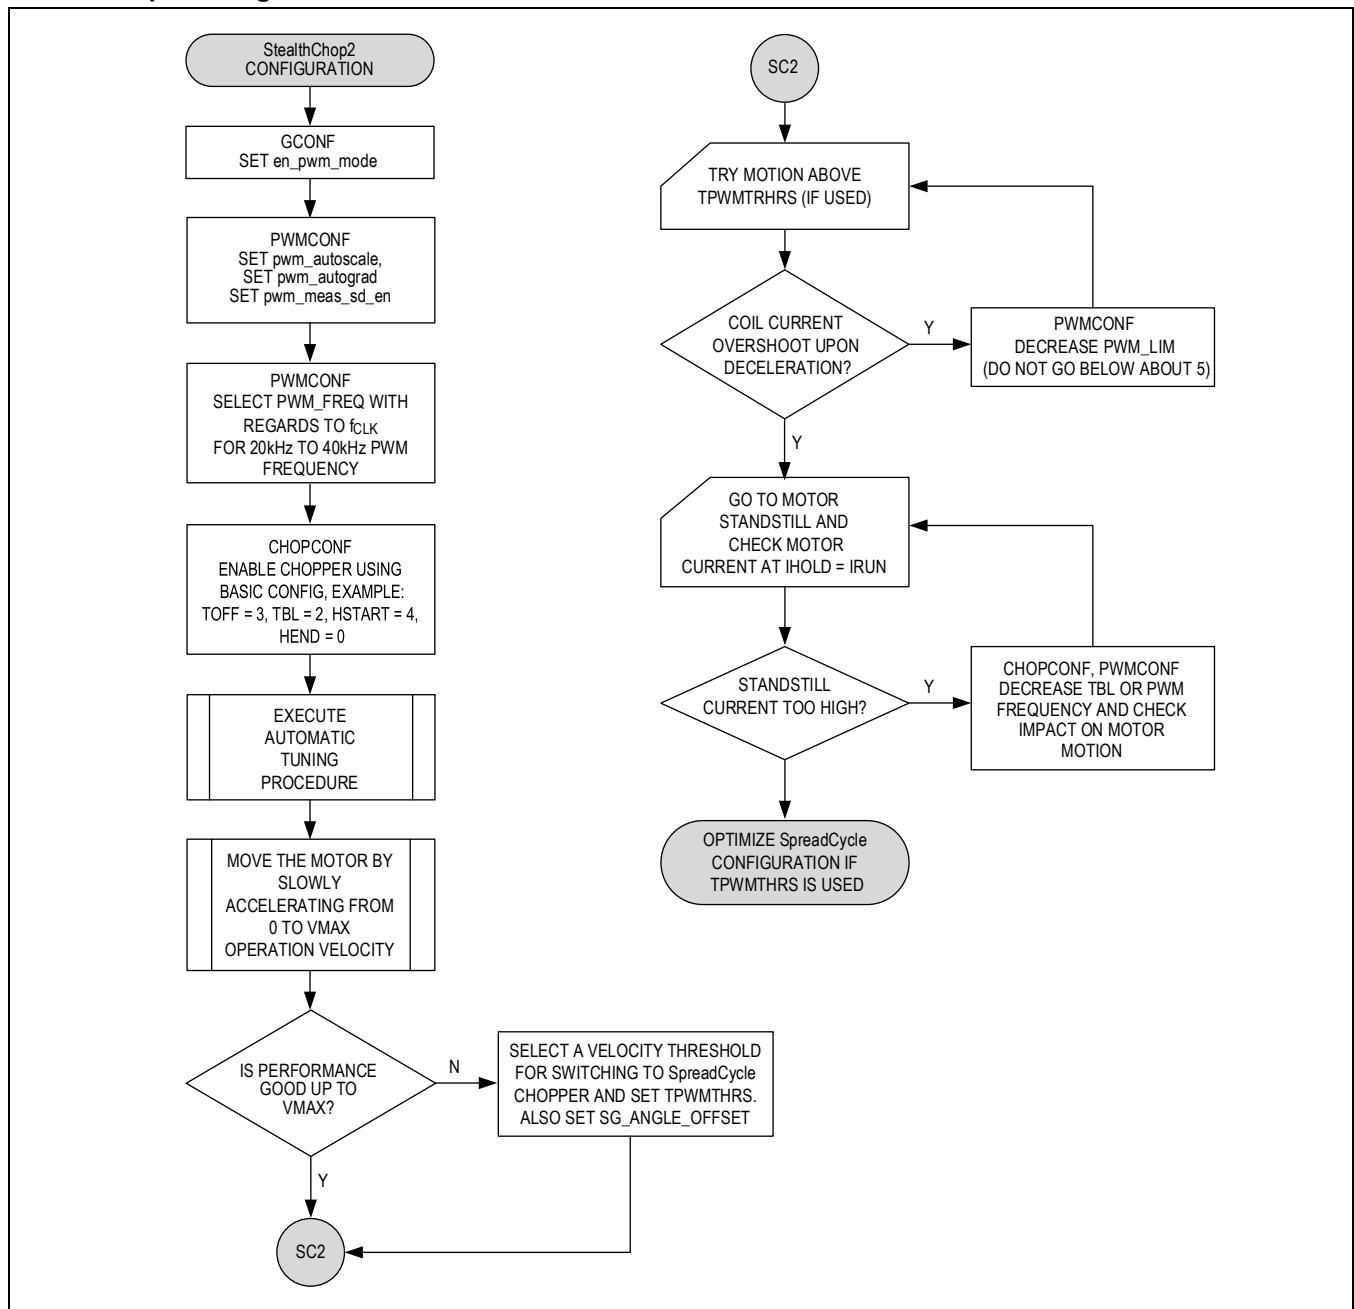 StealthChop2
CONFIGURATION
GCONF
SET en_pwm_mode
PWMCONF
SET pwm_autoscale,
SET pwm_autograd
SET pwm_meas_sd_en
PWMCONF
SELECT PWM_FREQ WITH
REGARDS TO fCLK
FOR 20kHz TO 40kHz PWM
FREQUENCY
CHOPCONF
ENABLE CHOPPER USING
BASIC CONFIG, EXAMPLE:
TOFF = 3, TBL = 2, HSTART = 4,
HEND = 0
EXECUTE
AUTOMATIC
TUNING
PROCEDURE
MOVE THE MOTOR BY
SLOWLY
ACCELERATING FROM
0 TO VMAX
OPERATION VELOCITY
IS PERFORMANCE
GOOD UP TO
VMAX?
N
SELECT A VELOCITY THRESHOLD
FOR SWITCHING TO SpreadCycle
CHOPPER AND SET TPWMTHRS.
ALSO SET SG_ANGLE_OFFSET
Y
SC2
SC2
TRY MOTION ABOVE
TPWMTRHRS (IF USED)
COIL CURRENT
OVERSHOOT UPON
DECELERATION?
Y
PWMCONF
DECREASE PWM_LIM
(DO NOT GO BELOW ABOUT 5)
Y
GO TO MOTOR
STANDSTILL AND
CHECK MOTOR
CURRENT AT IHOLD = IRUN
STANDSTILL
CURRENT TOO HIGH?
Y
CHOPCONF, PWMCONF
DECREASE TBL OR PWM
FREQUENCY AND CHECK
IMPACT ON MOTOR
MOTION
OPTIMIZE SpreadCycle
CONFIGURATION IF
TPWMTHRS IS USED